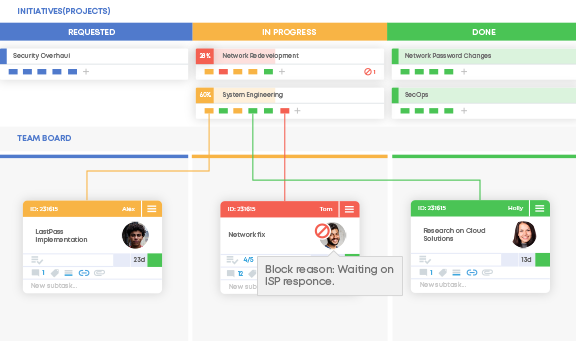 INITIATIVES(PROJECTS)
REQUESTED
IN PROGRESS
DONE
Security Overhaul
28% Network Redevelopment
Network Password Changes
1
60% System Engineering
SecOps
TEAM BOARD
ID: 231615 Alex
LastPass
Implementation
23d
1
New subtask...
ID: 231615 Tom
Network fix
4/5
12
New sub
Block reason: Waiting on
ISP responce.
ID: 231615 Holly
Research on Cloud
Solutions
13d
1
New subtask...